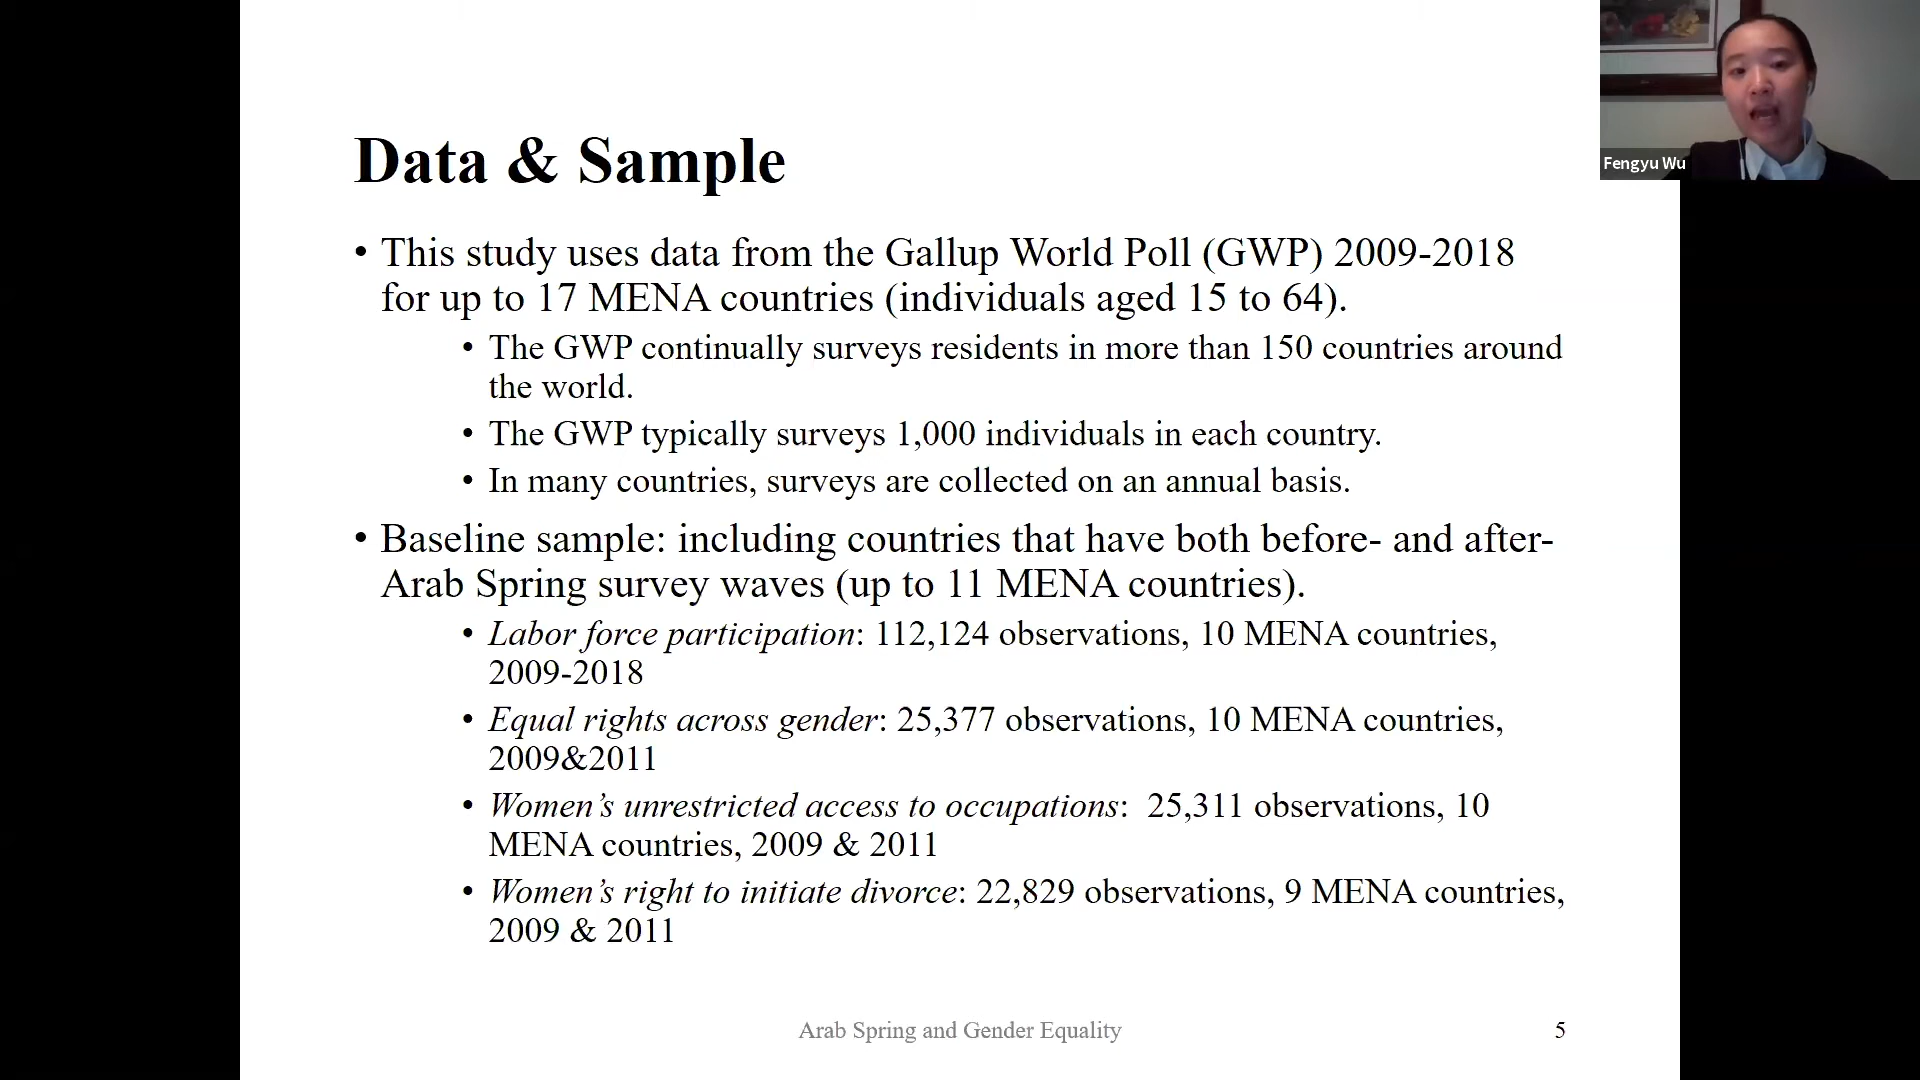 Fengyu Wu
Data & Sample
• This study uses data from the Gallup World Poll (GWP) 2009-2018
for up to 17 MENA countries (individuals aged 15 to 64).
• The GWP continually surveys residents in more than 150 countries around
the world.
• The GWP typically surveys 1,000 individuals in each country.
• In many countries, surveys are collected on an annual basis.
• Baseline sample: including countries that have both before- and after-
Arab Spring survey waves (up to 11 MENA countries).
• Labor force participation: 112,124 observations, 10 MENA countries,
2009-2018
• Equal rights across gender: 25,377 observations, 10 MENA countries,
2009&2011
• Women’s unrestricted access to occupations: 25,311 observations, 10
MENA countries, 2009 & 2011
• Women’s right to initiate divorce: 22,829 observations, 9 MENA countries,
2009 & 2011
Arab Spring and Gender Equality
5